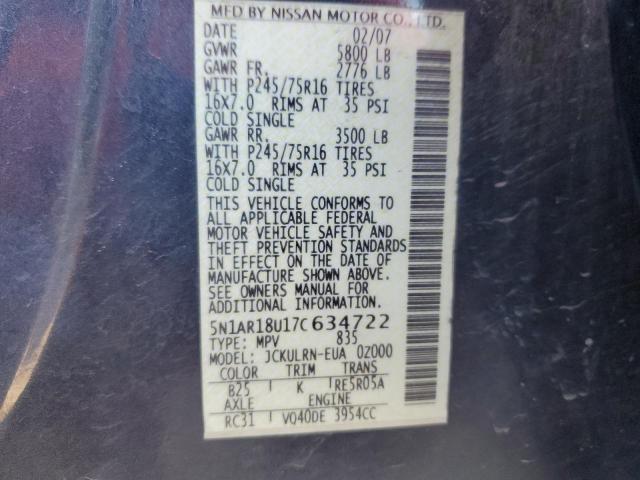 MFD BY NISSAN MOTOR CO., LTD.
DATE 02/07
GVWR 5800 LB
GAWR FR. 2776 LB
WITH P245/75R16 TIRES
16X7.0 RIMS AT 35 PSI
COLD SINGLE
GAWR RR. 3500 LB
WITH P245/75R16 TIRES
16X7.0 RIMS AT 35 PSI
COLD SINGLE
THIS VEHICLE CONFORMS TO
ALL APPLICABLE FEDERAL
MOTOR VEHICLE SAFETY AND
THEFT PREVENTION STANDARDS
IN EFFECT ON THE DATE OF
MANUFACTURE SHOWN ABOVE.
SEE OWNERS MANUAL FOR
ADDITIONAL INFORMATION.
5N1AR18U17C634722
TYPE: MPV 835
MODEL: JCKULRN-EUA 0Z000
COLOR TRIM TRANS
B25 K RE5R05A
AXLE ENGINE
RC31 VQ40DE 3954CC